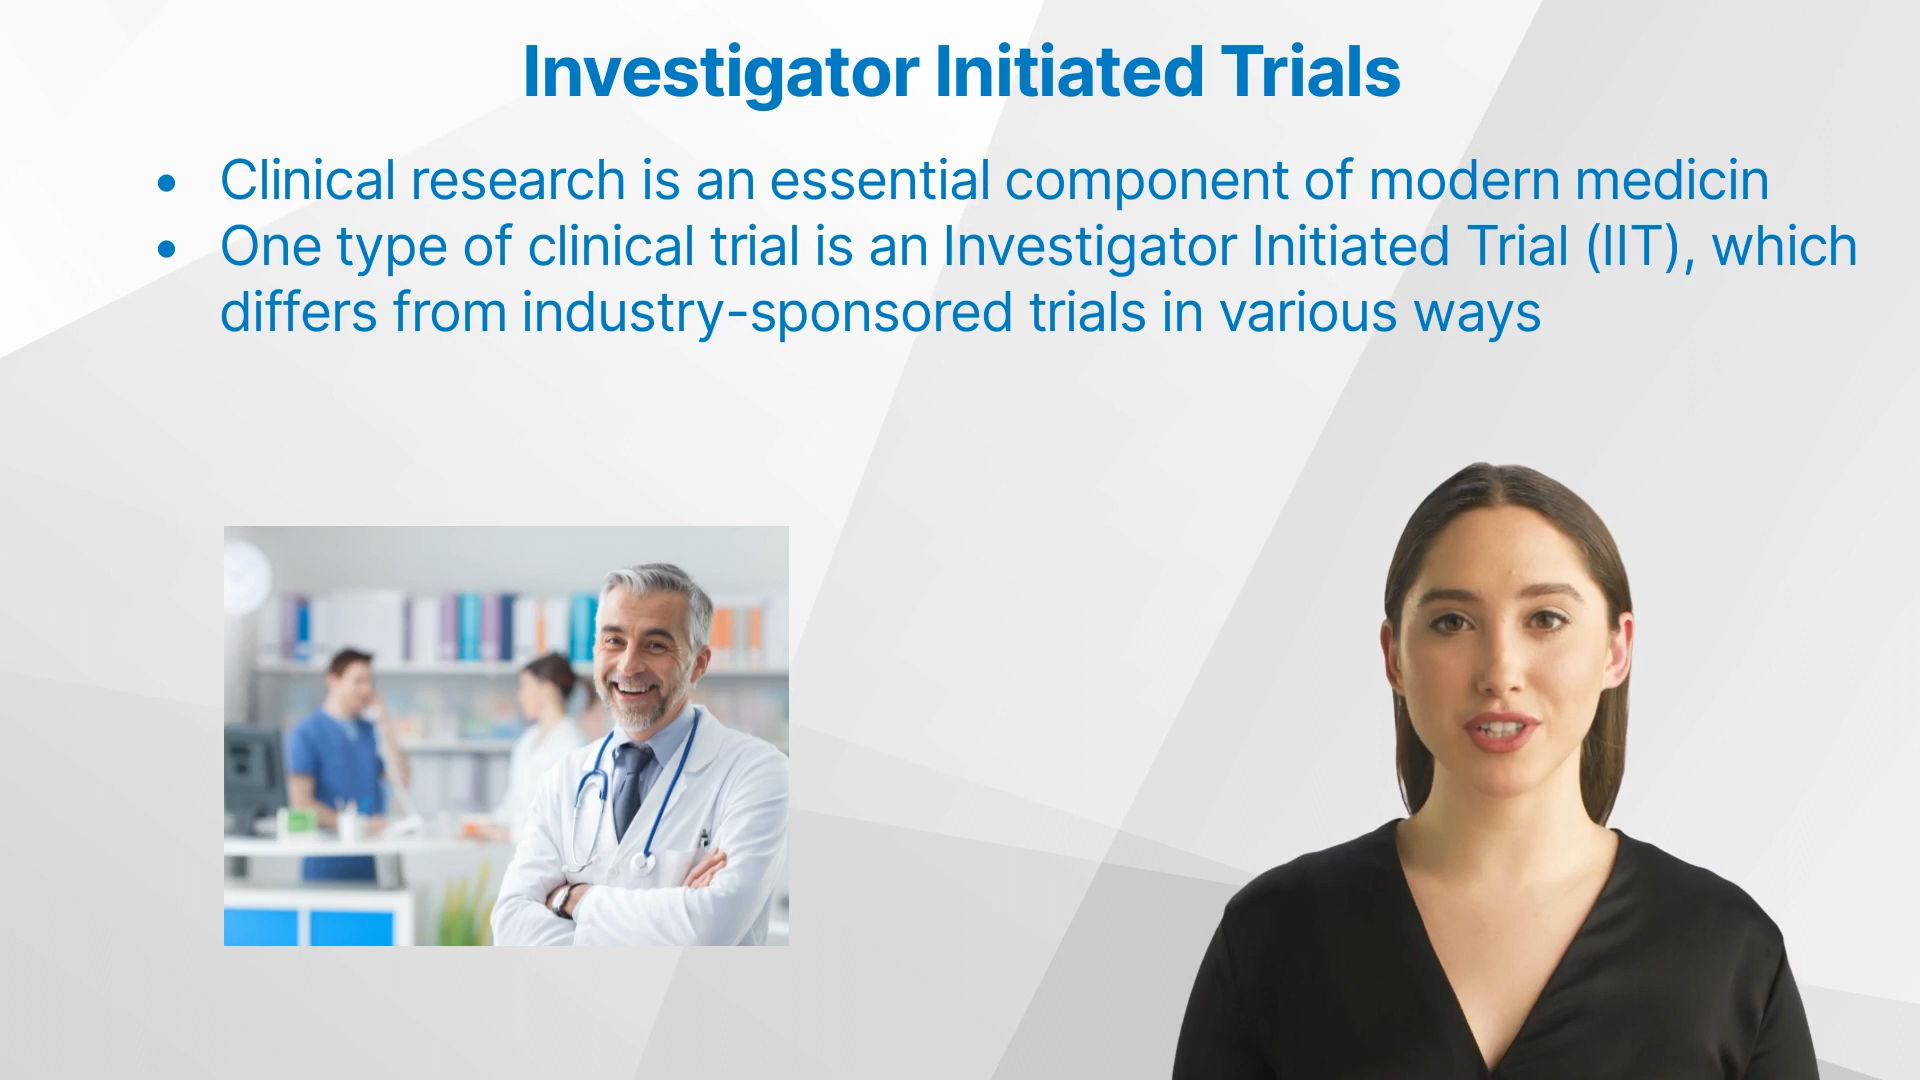 Investigator Initiated Trials
• Clinical research is an essential component of modern medicin
• One type of clinical trial is an Investigator Initiated Trial (IIT), which
differs from industry-sponsored trials in various ways